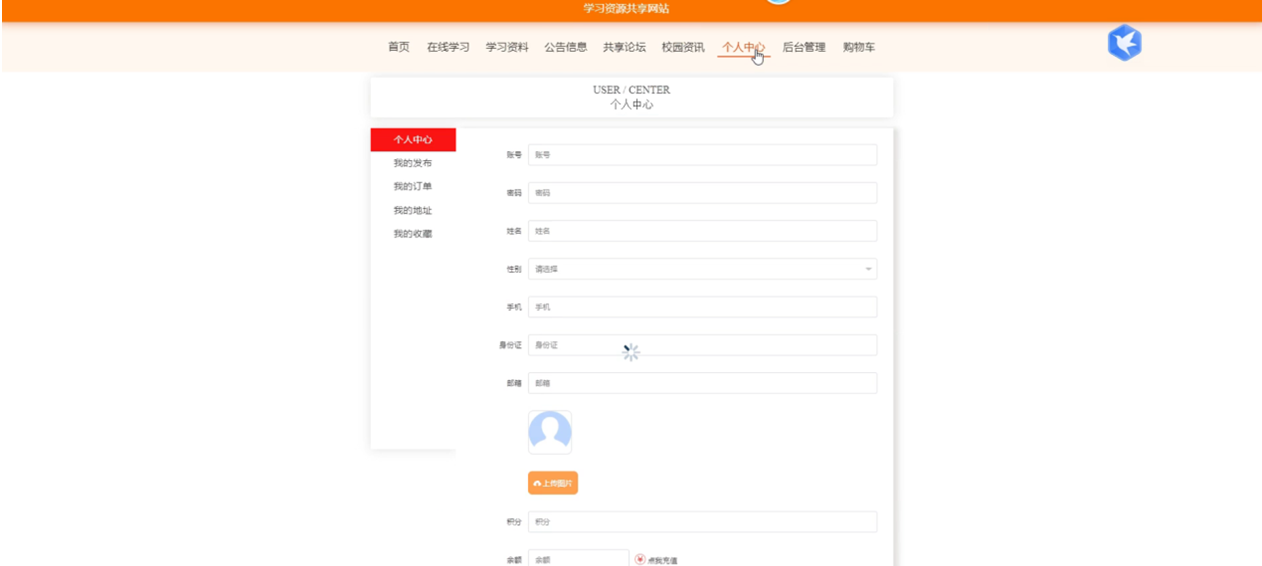 学习资源共享网站
首页 在线学习 学习资料 公告信息 共享论坛 校园资讯 个人中心 后台管理 购物车
USER / CENTER
个人中心
个人中心
我的发布
我的订单
我的地址
我的收藏
账号 账号
密码 密码
姓名 姓名
性别 请选择
手机 手机
身份证 身份证
邮箱 邮箱
上传图片
积分 积分
余额 余额 点我充值